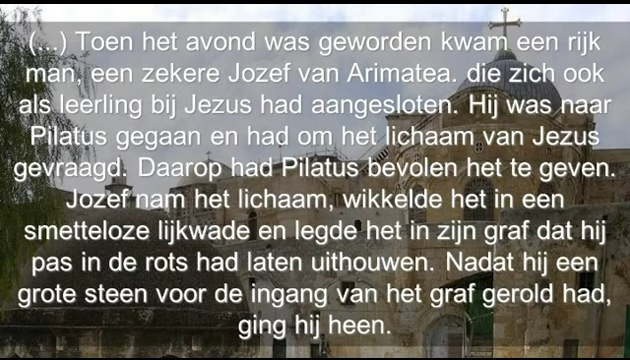 (...) Toen het avond was geworden kwam een rijk
man, een zekere Jozef van Arimatea. die zich ook
als leerling bij Jezus had aangesloten. Hij was naar
Pilatus gegaan en had om het lichaam van Jezus
gevraagd. Daarop had Pilatus bevolen het te geven.
Jozef nam het lichaam, wikkelde het in een
smetteloze lijkwade en legde het in zijn graf dat hij
pas in de rots had laten uithouwen. Nadat hij een
grote steen voor de ingang van het graf gerold had,
ging hij heen.